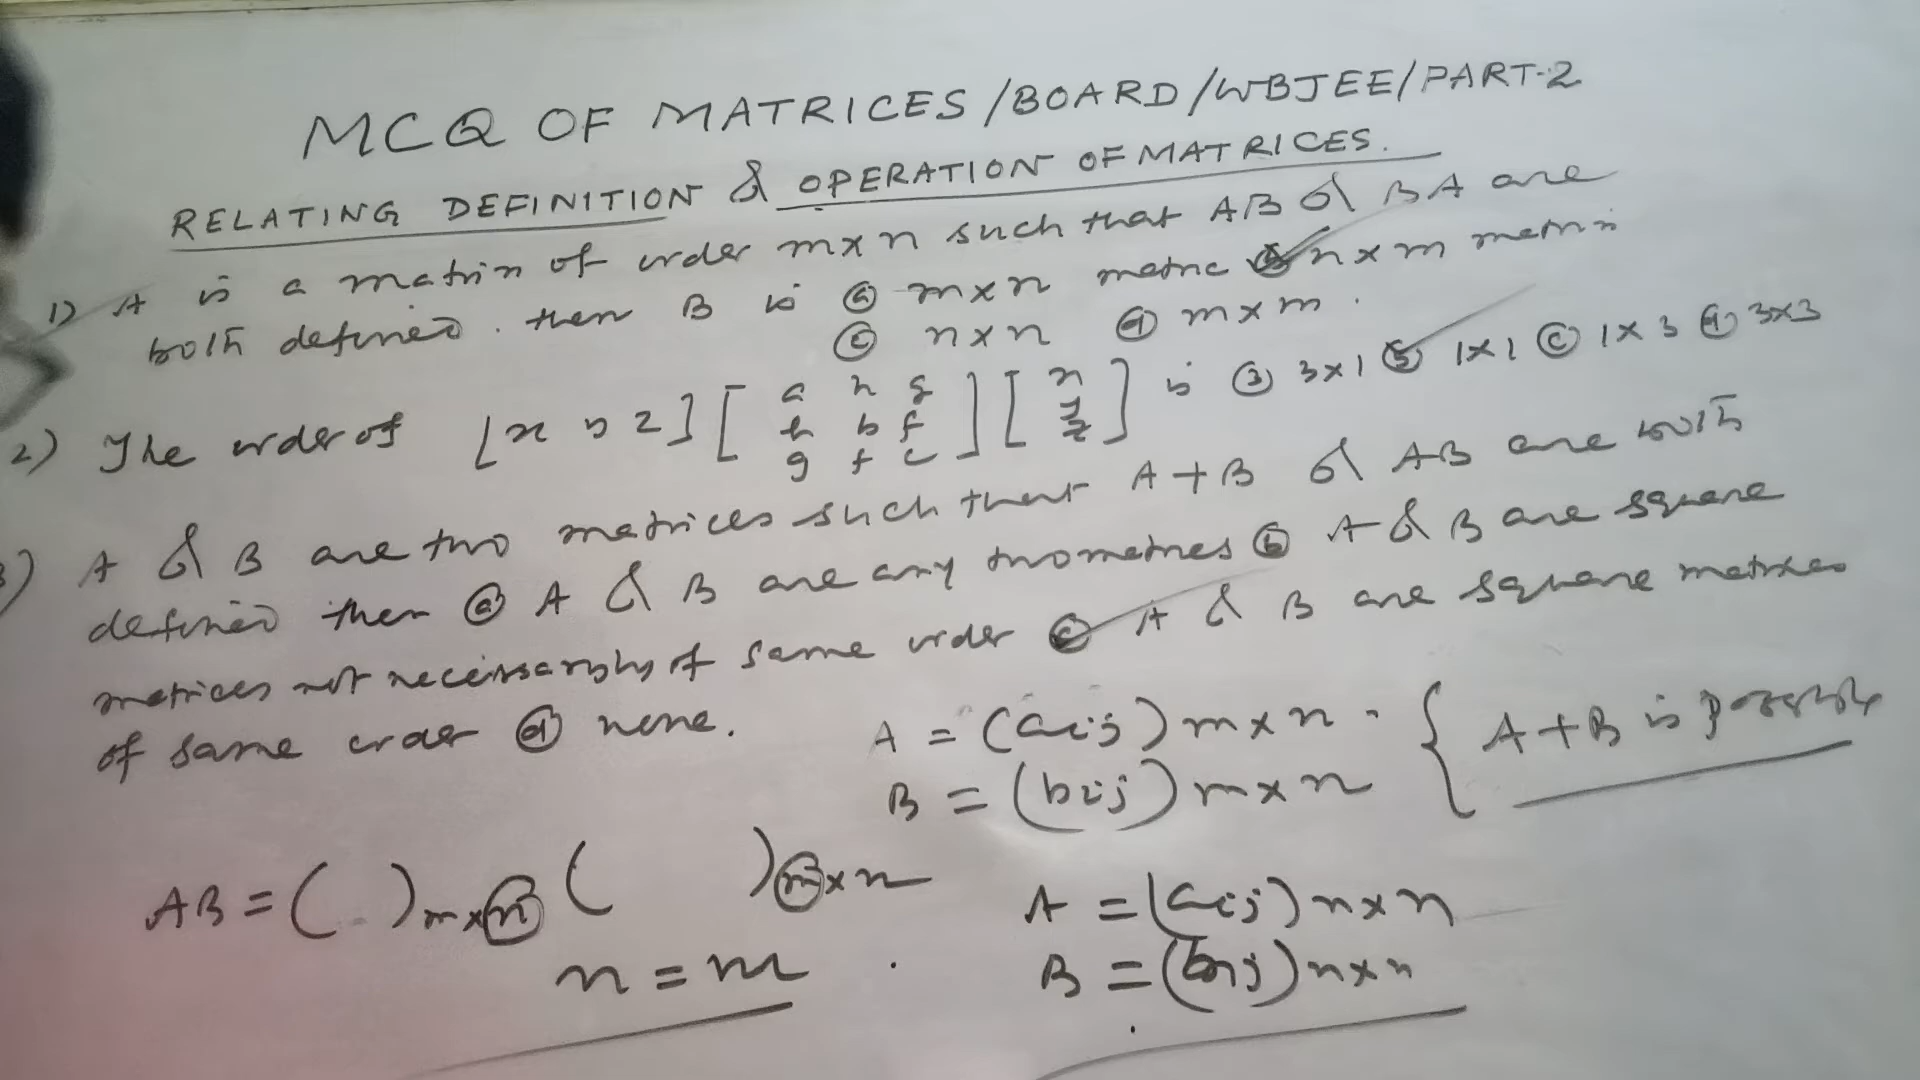 MCQ OF MATRICES/BOARD/WBJEE/PART-2
RELATING DEFINITION & OPERATION OF MATRICES.
1) A is a matrix of order m×n such that AB & BA are
both defined. then B is ⓐ m×n ⓑ n×m
ⓒ n×n ⓓ m×m.
2) The order of [x y z] [ a h g
h b f
g f c ] [ x
y
z ] is ⓐ 3×1 ⓑ 1×1 ⓒ 1×3 ⓓ 3×3
3) A & B are two matrices such that A+B & AB are both
defined then ⓐ A & B are any two ⓑ A & B are square
matrices not necessarily of same order ⓒ A & B are square matrices
of same order ⓓ none.
A = (aij) m×n
B = (bij) m×n { A+B is possible
AB = ( )m×n ( )m×n
n = m
A = (aij) n×n
B = (bij) n×n